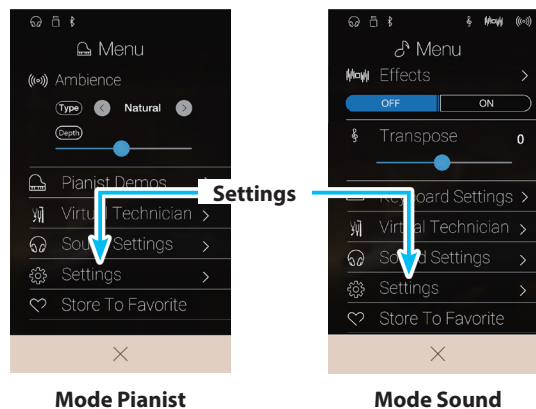 Menu
Ambience
Type Natural
Depth
Pianist Demos
Virtual Technician
Sound Settings
Settings
Store To Favorite
Mode Pianist
Settings
Menu
Effects
OFF ON
Transpose 0
Keyboard Settings
Virtual Technician
Sound Settings
Settings
Store To Favorite
Mode Sound